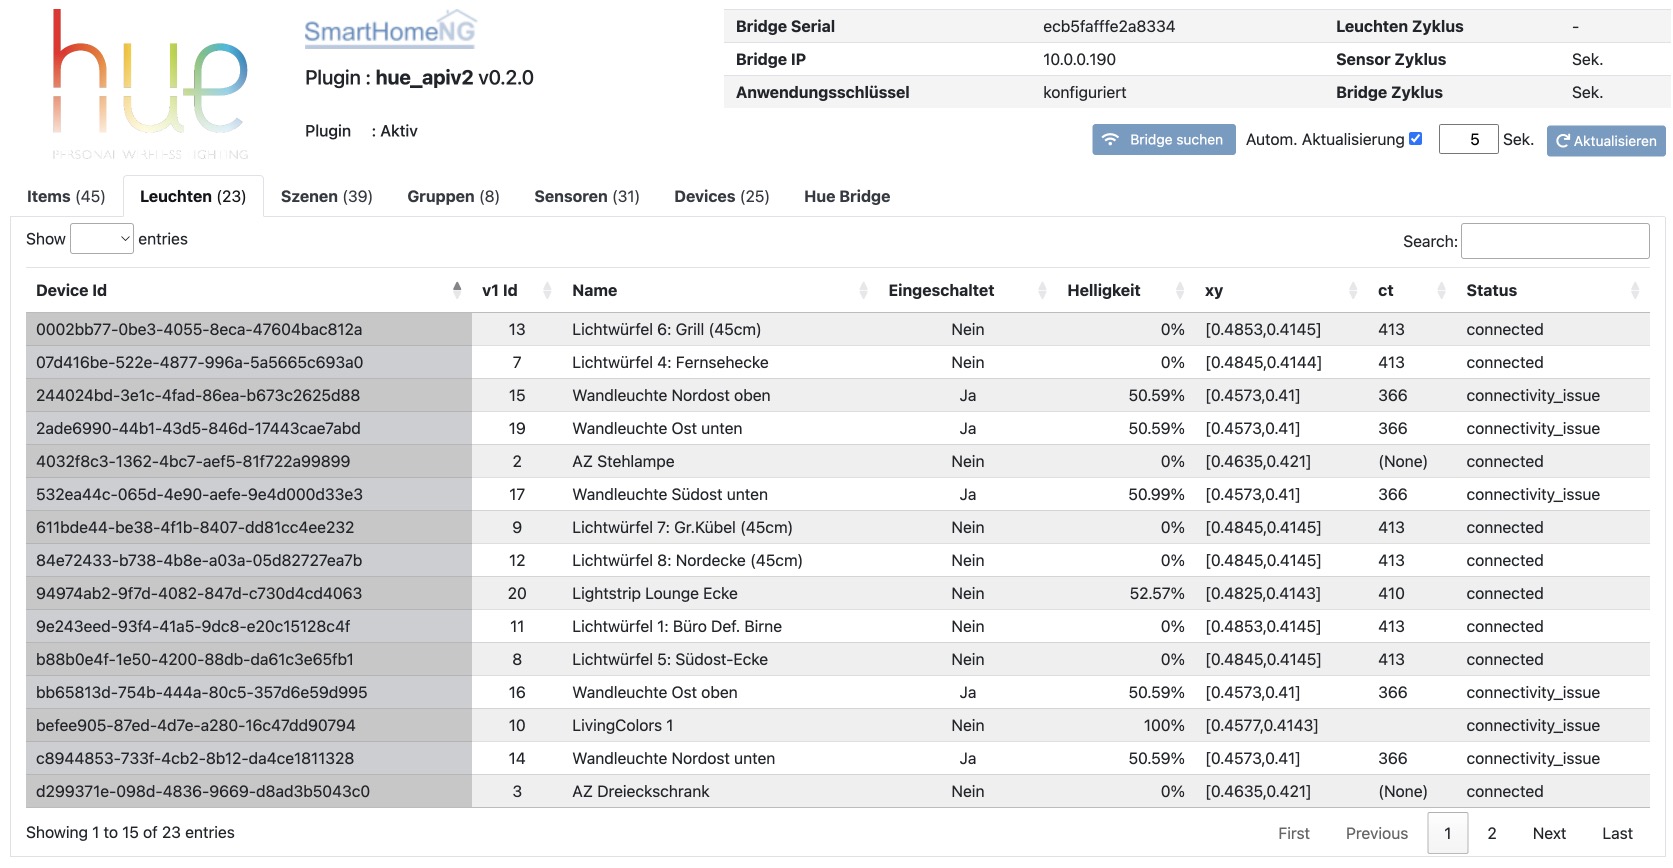 hue
PERSONAL WIRELESS LIGHTING
SmartHomeNG
Plugin : hue_apiv2 v0.2.0
Plugin : Aktiv
Bridge Serial ecb5fafffe2a8334 Leuchten Zyklus -
Bridge IP 10.0.0.190 Sensor Zyklus Sek.
Anwendungsschlüssel konfiguriert Bridge Zyklus Sek.
Bridge suchen Autom. Aktualisierung 5 Sek. Aktualisieren
Items (45) Leuchten (23) Szenen (39) Gruppen (8) Sensoren (31) Devices (25) Hue Bridge
Show entries Search:
Device Id v1 Id Name Eingeschaltet Helligkeit xy ct Status
0002bb77-0be3-4055-8eca-47604bac812a 13 Lichtwürfel 6: Grill (45cm) Nein 0% [0.4853,0.4145] 413 connected
07d416be-522e-4877-996a-5a5665c693a0 7 Lichtwürfel 4: Fernsehecke Nein 0% [0.4845,0.4144] 413 connected
244024bd-3e1c-4fad-86ea-b673c2625d88 15 Wandleuchte Nordost oben Ja 50.59% [0.4573,0.41] 366 connectivity_issue
2ade6990-44b1-43d5-846d-17443cae7abd 19 Wandleuchte Ost unten Ja 50.59% [0.4573,0.41] 366 connectivity_issue
4032f8c3-1362-4bc7-aef5-81f722a99899 2 AZ Stehlampe Nein 0% [0.4635,0.421] (None) connected
532ea44c-065d-4e90-aefe-9e4d000d33e3 17 Wandleuchte Südost unten Ja 50.99% [0.4573,0.41] 366 connectivity_issue
611bde44-be38-4f1b-8407-dd81cc4ee232 9 Lichtwürfel 7: Gr.Kübel (45cm) Nein 0% [0.4845,0.4145] 413 connected
84e72433-b738-4b8e-a03a-05d82727ea7b 12 Lichtwürfel 8: Nordecke (45cm) Nein 0% [0.4845,0.4145] 413 connected
94974ab2-9f7d-4082-847d-c730d4cd4063 20 Lightstrip Lounge Ecke Nein 52.57% [0.4825,0.4143] 410 connected
9e243eed-93f4-41a5-9dc8-e20c15128c4f 11 Lichtwürfel 1: Büro Def. Birne Nein 0% [0.4853,0.4145] 413 connected
b88b0e4f-1e50-4200-88db-da61c3e65fb1 8 Lichtwürfel 5: Südost-Ecke Nein 0% [0.4845,0.4145] 413 connected
bb65813d-754b-444a-80c5-357d6e59d995 16 Wandleuchte Ost oben Ja 50.59% [0.4573,0.41] 366 connectivity_issue
befee905-87ed-4d7e-a280-16c47dd90794 10 LivingColors 1 Nein 100% [0.4577,0.4143] connectivity_issue
c8944853-733f-4cb2-8b12-da4ce1811328 14 Wandleuchte Nordost unten Ja 50.59% [0.4573,0.41] 366 connectivity_issue
d299371e-098d-4836-9669-d8ad3b5043c0 3 AZ Dreieckschrank Nein 0% [0.4635,0.421] (None) connected
Showing 1 to 15 of 23 entries First Previous 1 2 Next Last